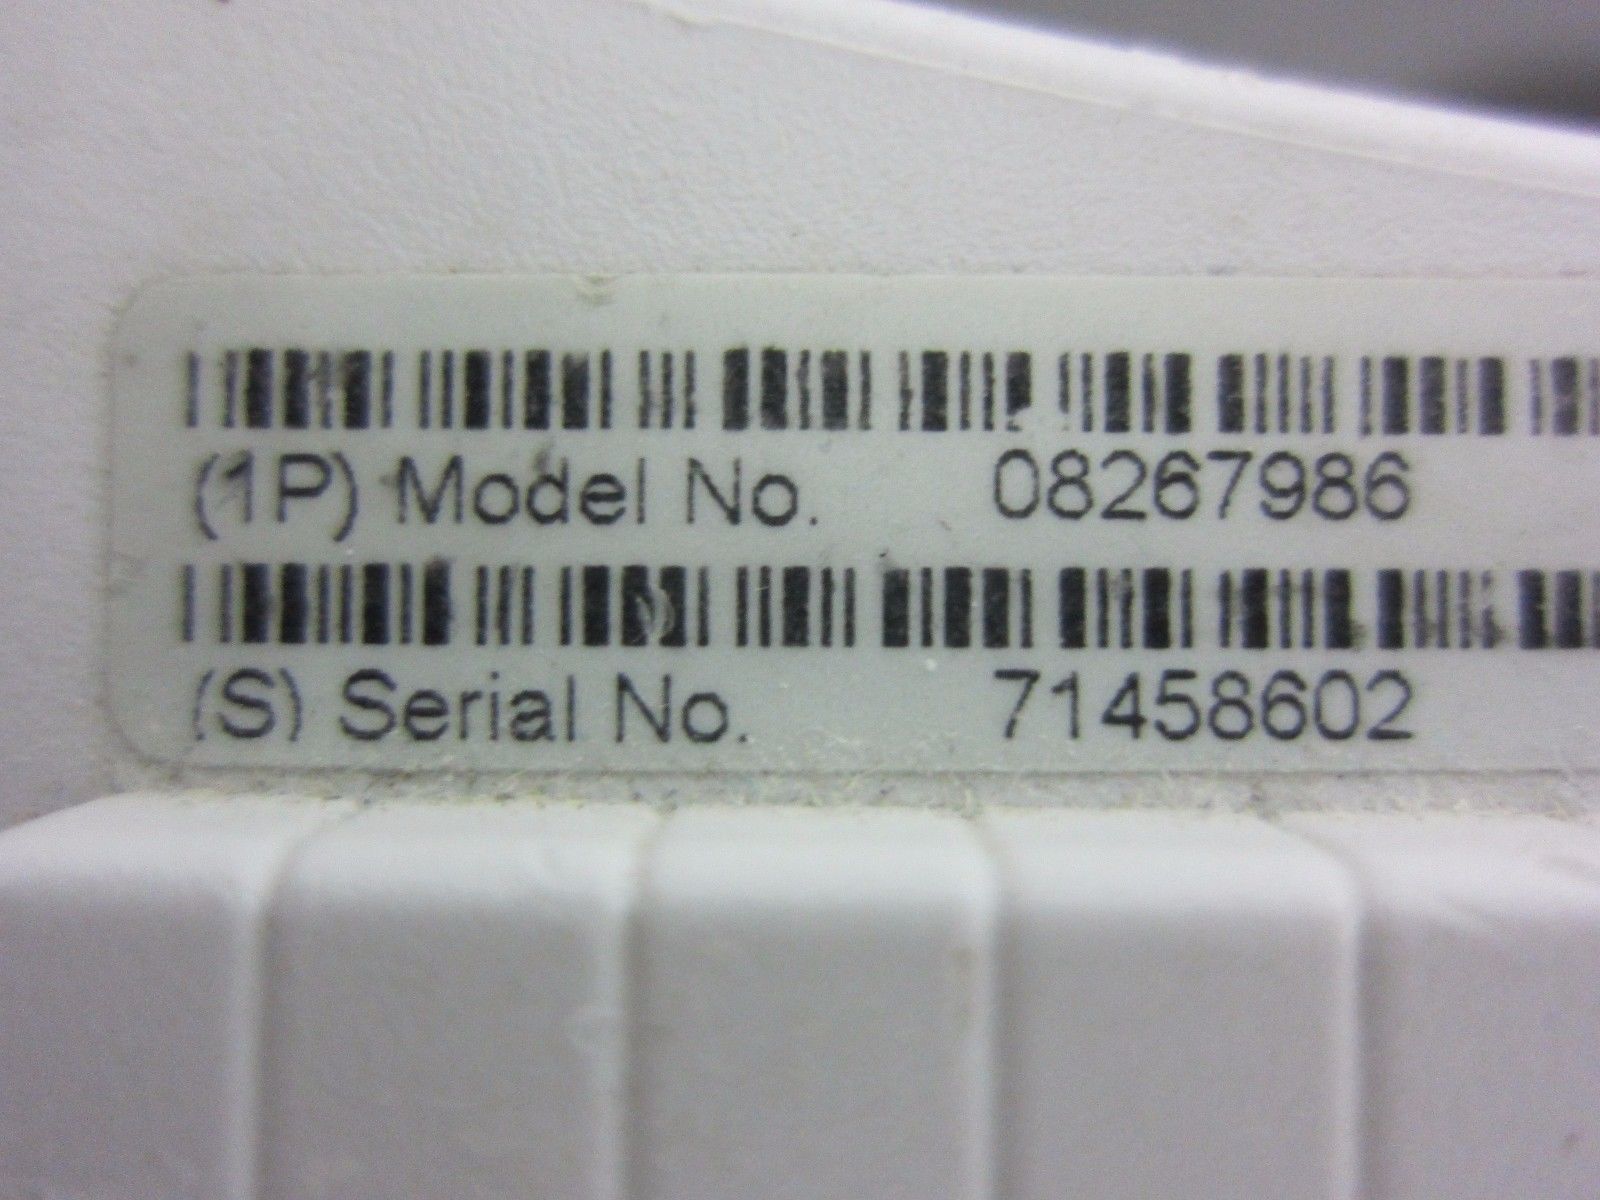 (1P) Model No. 08267986
(S) Serial No. 71458602